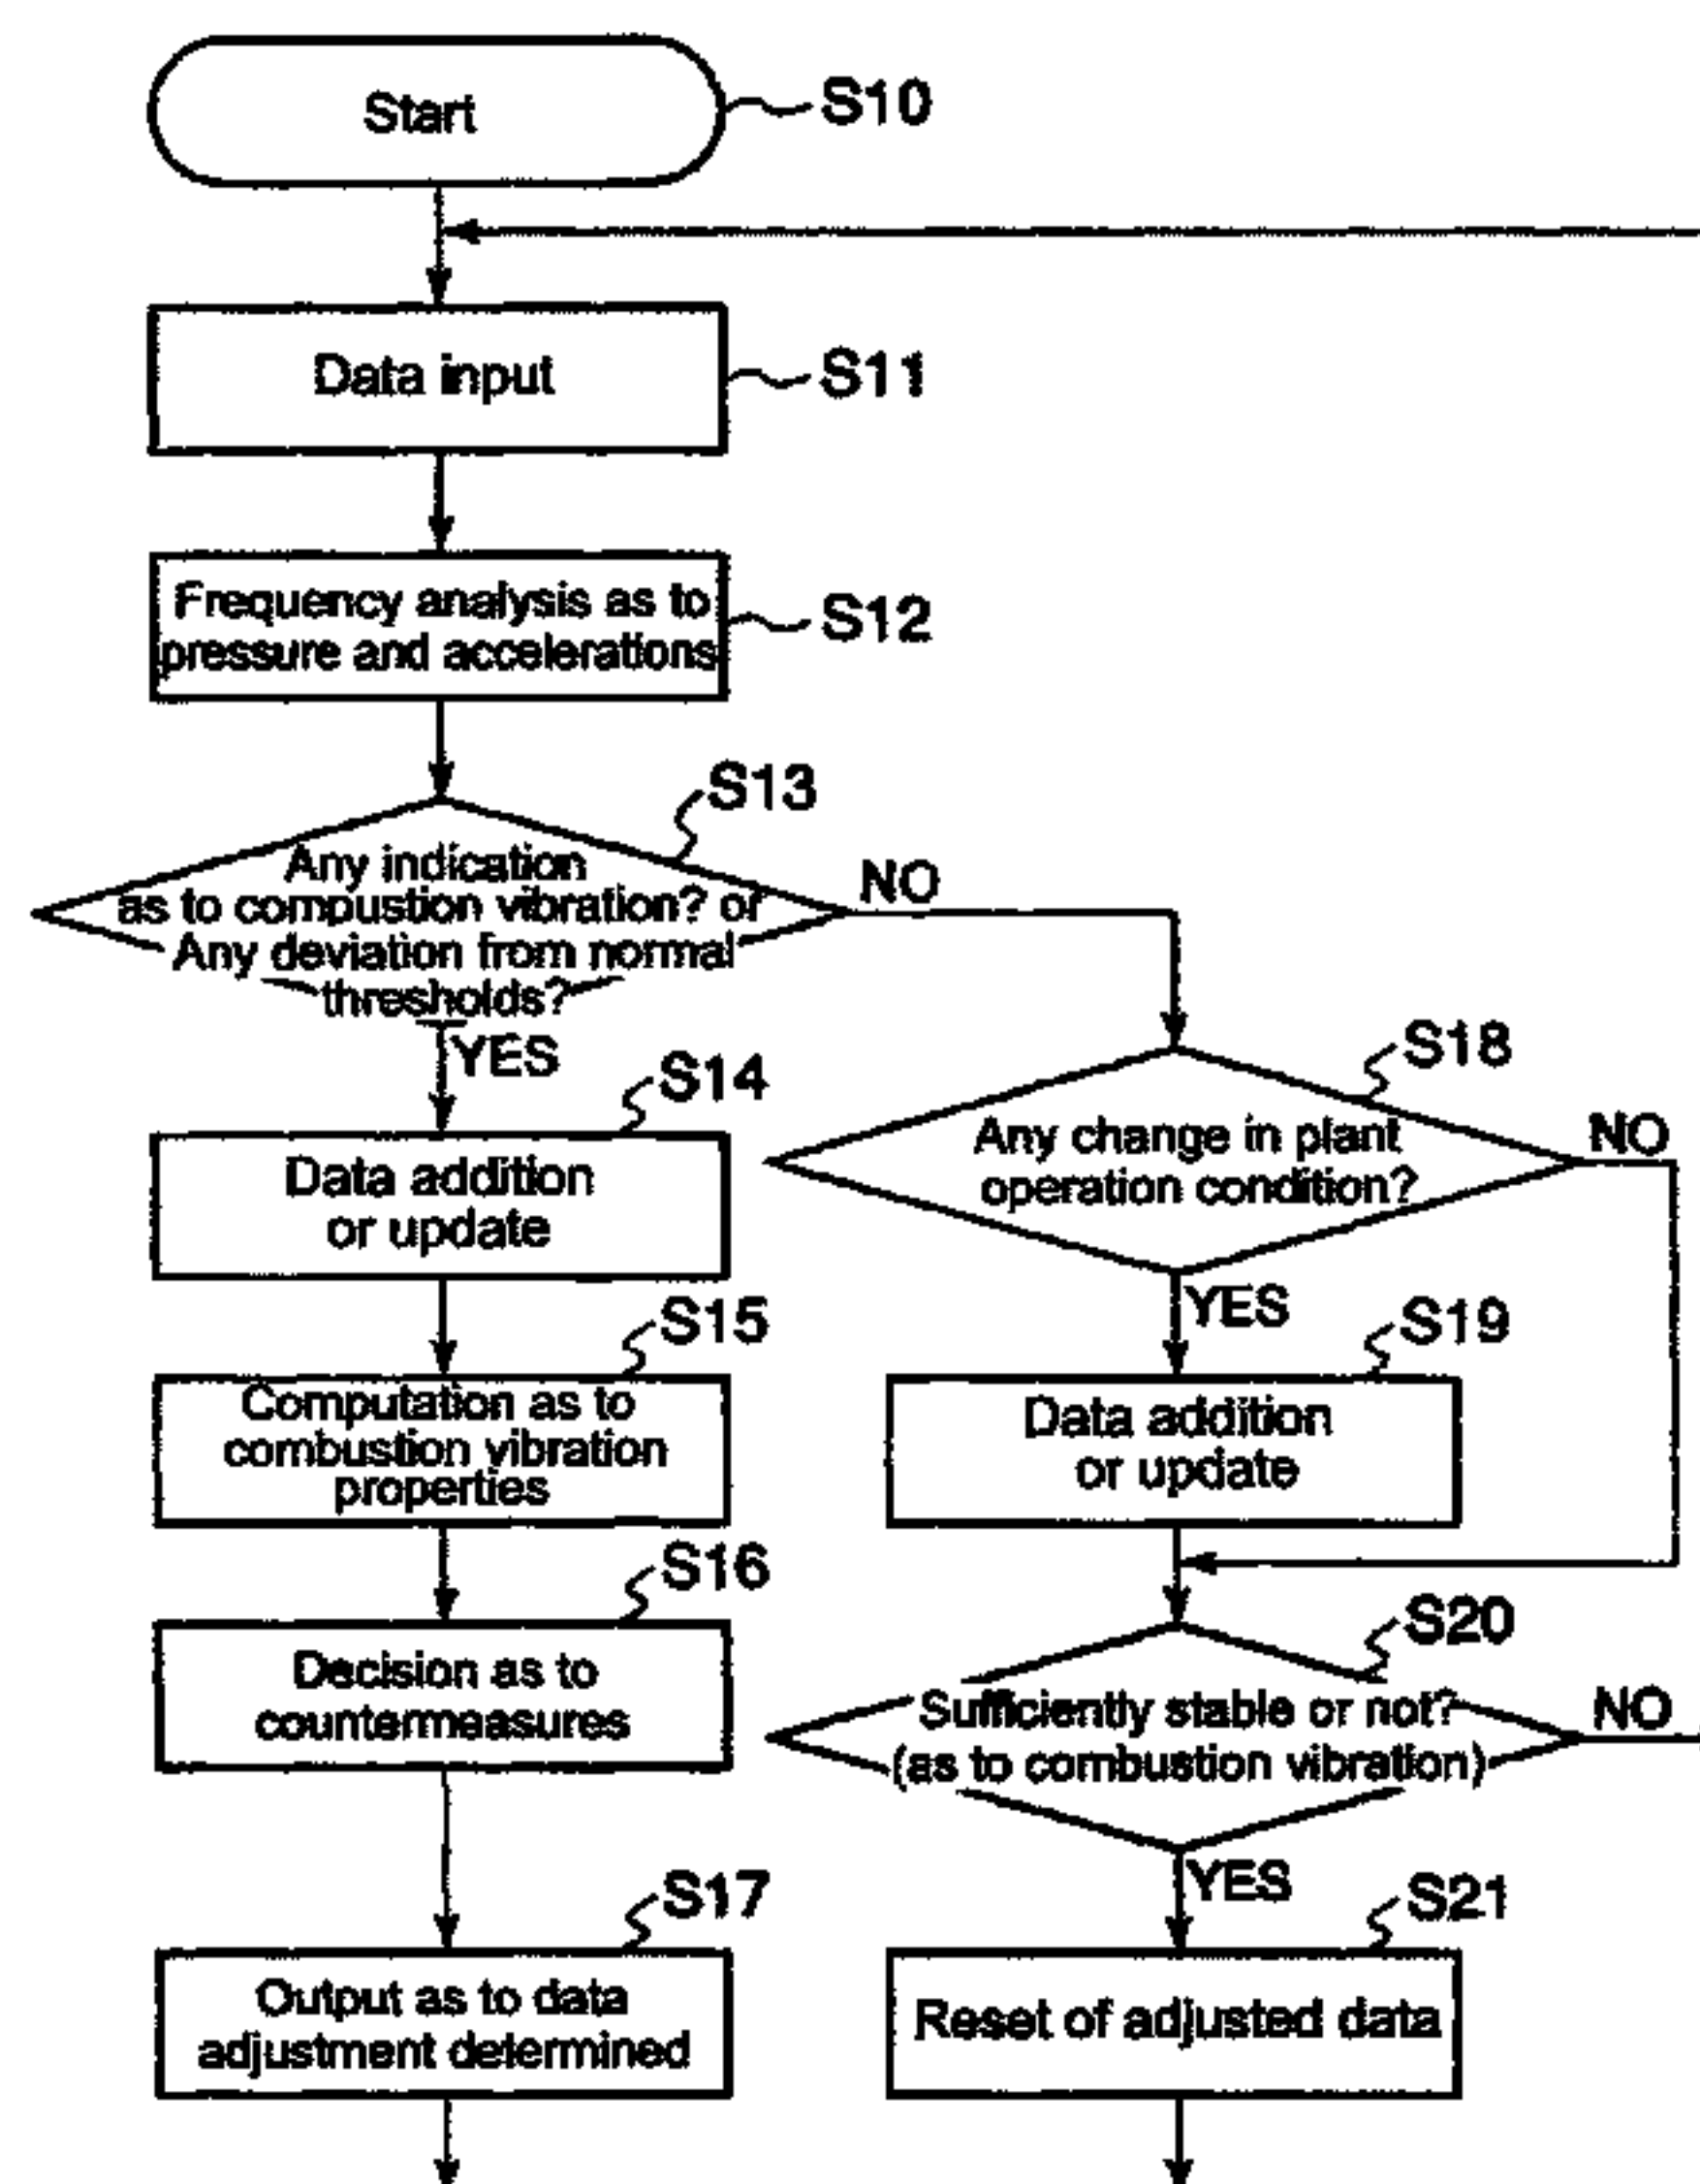 Start
S10
Data input
S11
Frequency analysis as to
pressure and accelerations
S12
S13
Any indication
as to compustion vibration? or
Any deviation from normal
thresholds?
NO
YES
S14
Data addition
or update
S15
Computation as to
combustion vibration
properties
S16
Decision as to
countermeasures
S17
Output as to data
adjustment determined
S18
Any change in plant
operation condition?
NO
YES
S19
Data addition
or update
S20
Sufficiently stable or not?
(as to combustion vibration)
NO
YES
S21
Reset of adjusted data